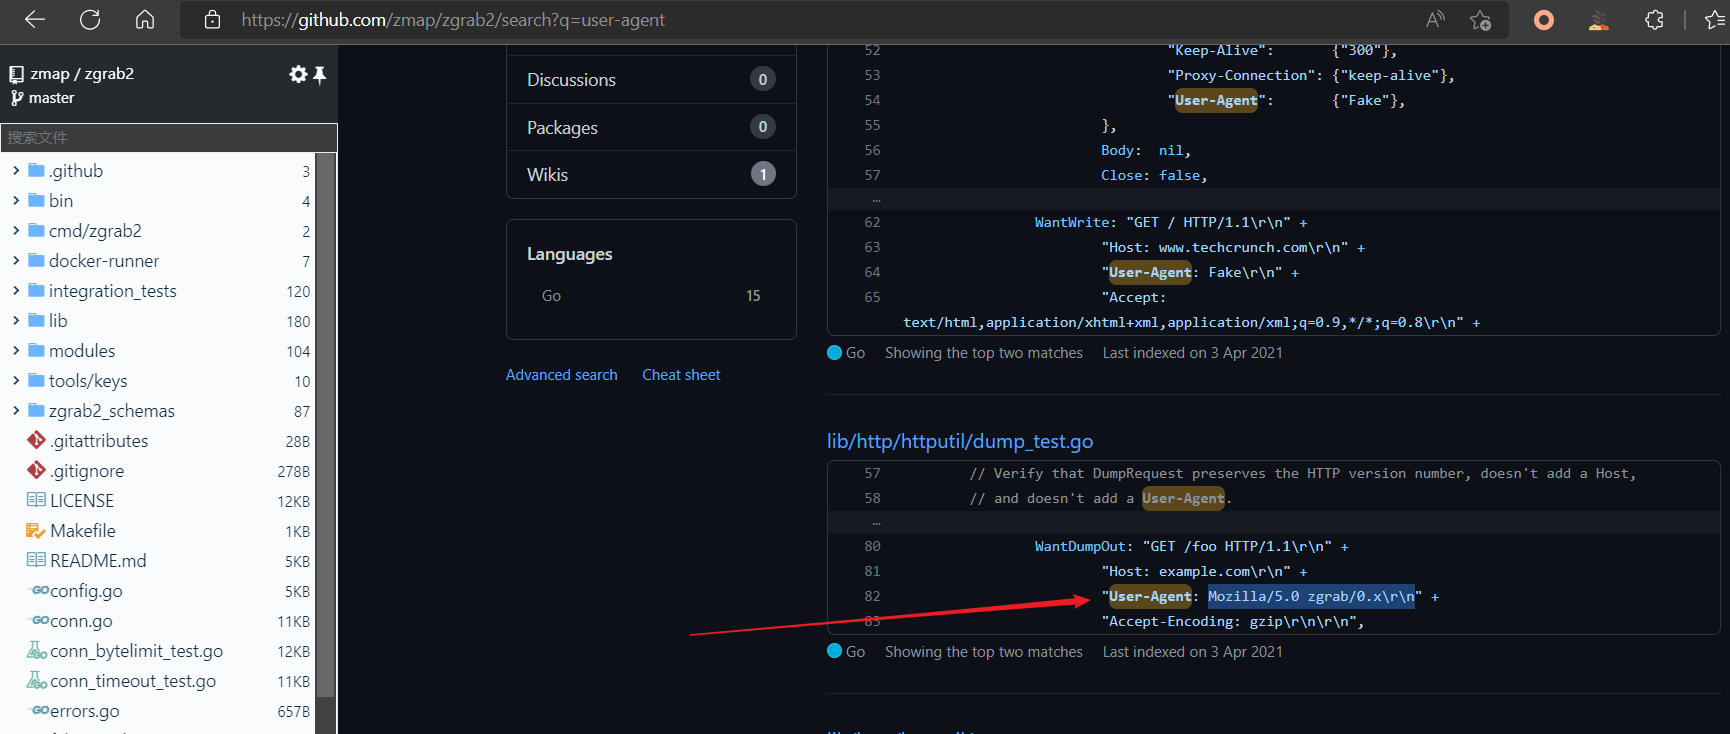 https://github.com/zmap/zgrab2/search?q=user-agent
zmap / zgrab2
master
搜索文件
.github 3
bin 4
cmd/zgrab2 2
docker-runner 7
integration_tests 120
lib 180
modules 104
tools/keys 10
zgrab2_schemas 87
.gitattributes 28B
.gitignore 278B
LICENSE 12KB
Makefile 1KB
README.md 5KB
config.go 5KB
conn.go 11KB
conn_bytelimit_test.go 12KB
conn_timeout_test.go 11KB
errors.go 657B
Discussions 0
Packages 0
Wikis 1
Languages
Go 15
Advanced search Cheat sheet
52 "Keep-Alive": {"300"},
53 "Proxy-Connection": {"keep-alive"},
54 "User-Agent": {"Fake"},
55 },
56 Body: nil,
57 Close: false,
…
62 WantWrite: "GET / HTTP/1.1\r\n" +
63 "Host: www.techcrunch.com\r\n" +
64 "User-Agent: Fake\r\n" +
65 "Accept:
text/html,application/xhtml+xml,application/xml;q=0.9,*/*;q=0.8\r\n" +
Go Showing the top two matches Last indexed on 3 Apr 2021
lib/http/httputil/dump_test.go
57 // Verify that DumpRequest preserves the HTTP version number, doesn't add a Host,
58 // and doesn't add a User-Agent.
…
80 WantDumpOut: "GET /foo HTTP/1.1\r\n" +
81 "Host: example.com\r\n" +
82 "User-Agent: Mozilla/5.0 zgrab/0.x\r\n" +
83 "Accept-Encoding: gzip\r\n\r\n",
Go Showing the top two matches Last indexed on 3 Apr 2021